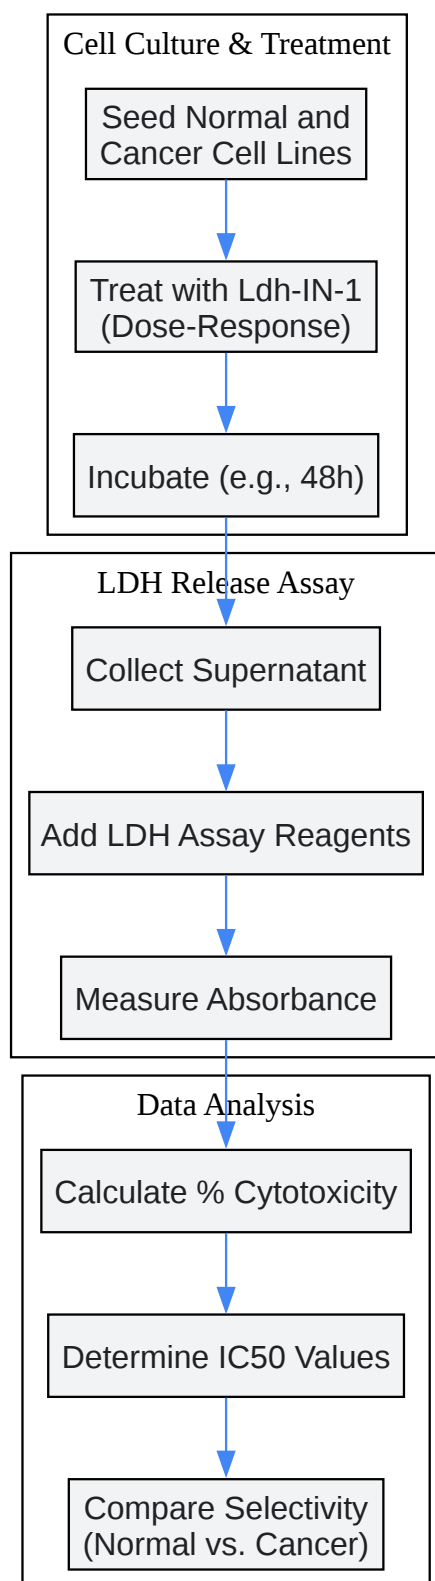 Cell Culture & Treatment
Seed Normal and
Cancer Cell Lines
Treat with Ldh-IN-1
(Dose-Response)
Incubate (e.g., 48h)
LDH Release Assay
Collect Supernatant
Add LDH Assay Reagents
Measure Absorbance
Data Analysis
Calculate % Cytotoxicity
Determine IC50 Values
Compare Selectivity
(Normal vs. Cancer)